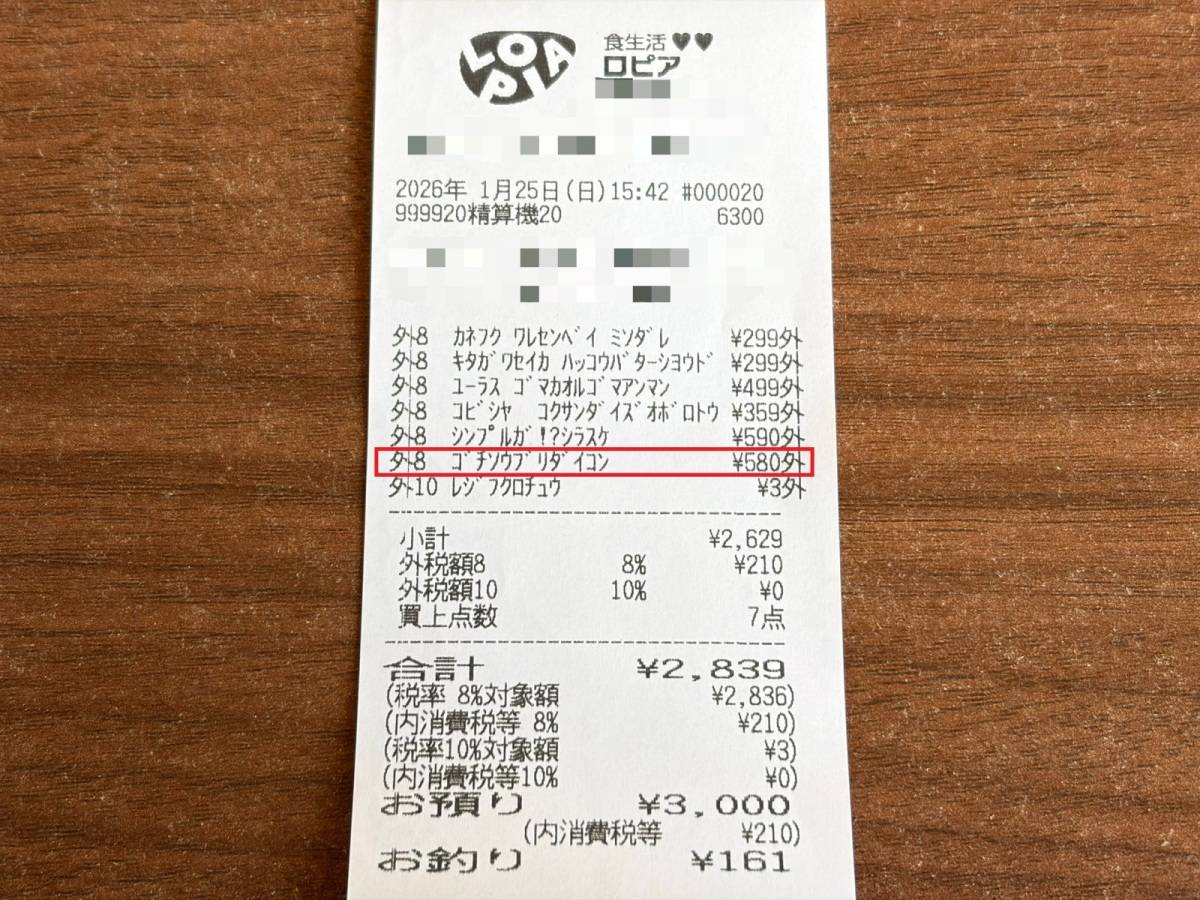 LOPIA
食生活♥♥
ロピア
2026年 1月25日(日)15:42 #000020
999920精算機20 6300
外8 カネフク ワレセンベイ ミソダレ ¥299外
外8 キタガワセイカ ハッコウバターショウド ¥299外
外8 ユーラス ゴマカオルゴマアンマン ¥499外
外8 コビシヤ コクサンダイズオボロトウ ¥359外
外8 シンプルガ!?シラスケ ¥590外
外8 ゴチソウブリダイコン ¥580外
外10 レジフクロチュウ ¥3外
小計 ¥2,629
外税額8 8% ¥210
外税額10 10% ¥0
買上点数 7点
合計 ¥2,839
(税率 8%対象額 ¥2,836)
(内消費税等 8% ¥210)
(税率10%対象額 ¥3)
(内消費税等10% ¥0)
お預り ¥3,000
(内消費税等 ¥210)
お釣り ¥161